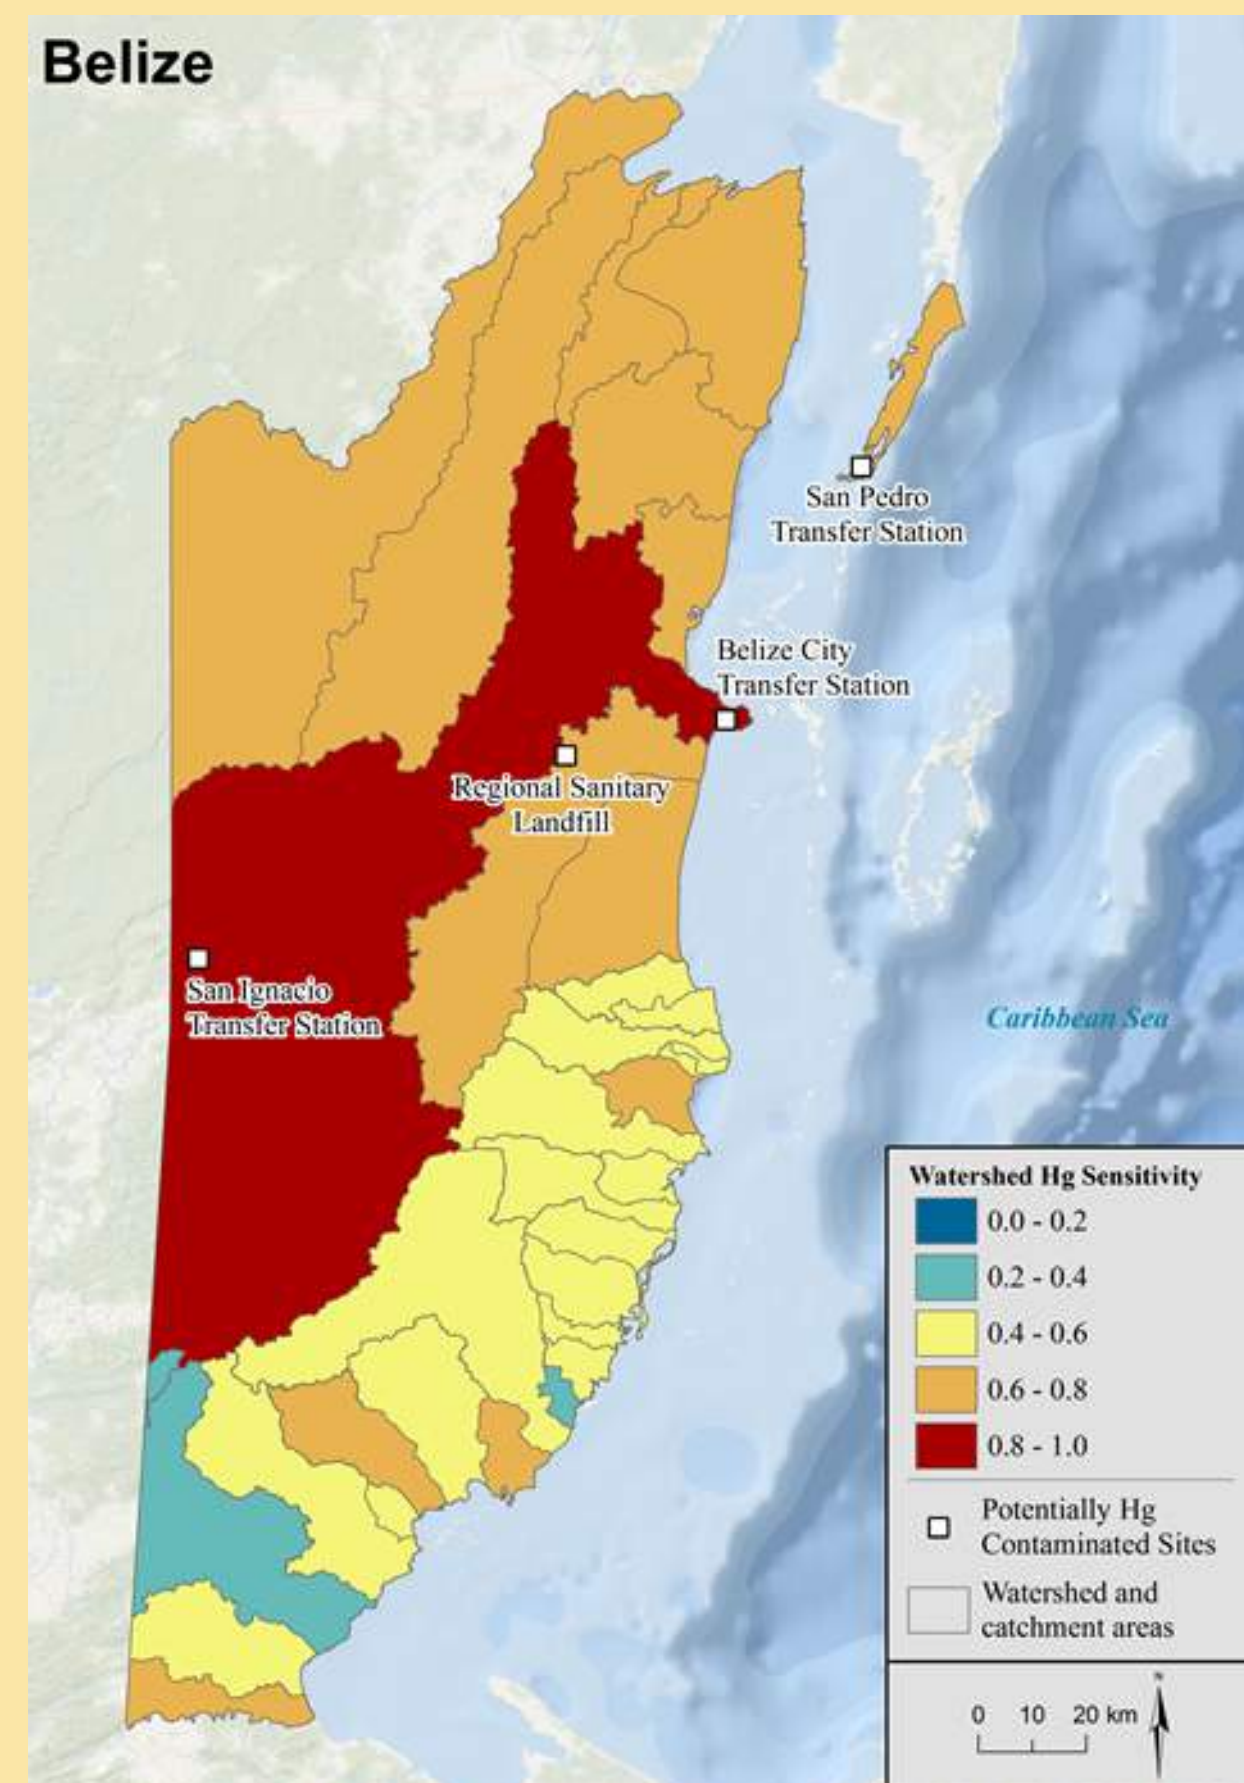 Belize
San Pedro
Transfer Station
Belize City
Transfer Station
Regional Sanitary
Landfill
San Ignacio
Transfer Station
Caribbean Sea
Watershed Hg Sensitivity
0.0 - 0.2
0.2 - 0.4
0.4 - 0.6
0.6 - 0.8
0.8 - 1.0
Potentially Hg
Contaminated Sites
Watershed and
catchment areas
N
0 10 20 km